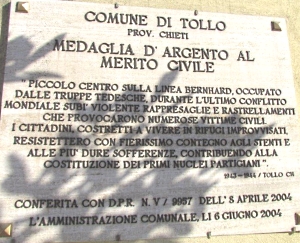 COMUNE DI TOLLO
PROV. CHIETI
MEDAGLIA D'ARGENTO AL
MERITO CIVILE
"PICCOLO CENTRO SULLA LINEA BERNHARD, OCCUPATO
DALLE TRUPPE TEDESCHE, DURANTE L'ULTIMO CONFLITTO
MONDIALE SUBI' VIOLENTE RAPPRESAGLIE E RASTRELLAMENTI
CHE PROVOCARONO NUMEROSE VITTIME CIVILI.
I CITTADINI, COSTRETTI A VIVERE IN RIFUGI IMPROVVISATI,
RESISTETTERO CON FIERISSIMO CONTEGNO AGLI STENTI E
ALLE PIU' DURE SOFFERENZE, CONTRIBUENDO ALLA
COSTITUZIONE DEI PRIMI NUCLEI PARTIGIANI".
1943-1944 / TOLLO CH
CONFERITA CON D.P.R. N.V / 9957 DELL' 8 APRILE 2004
L'AMMINISTRAZIONE COMUNALE, LI 6 GIUGNO 2004